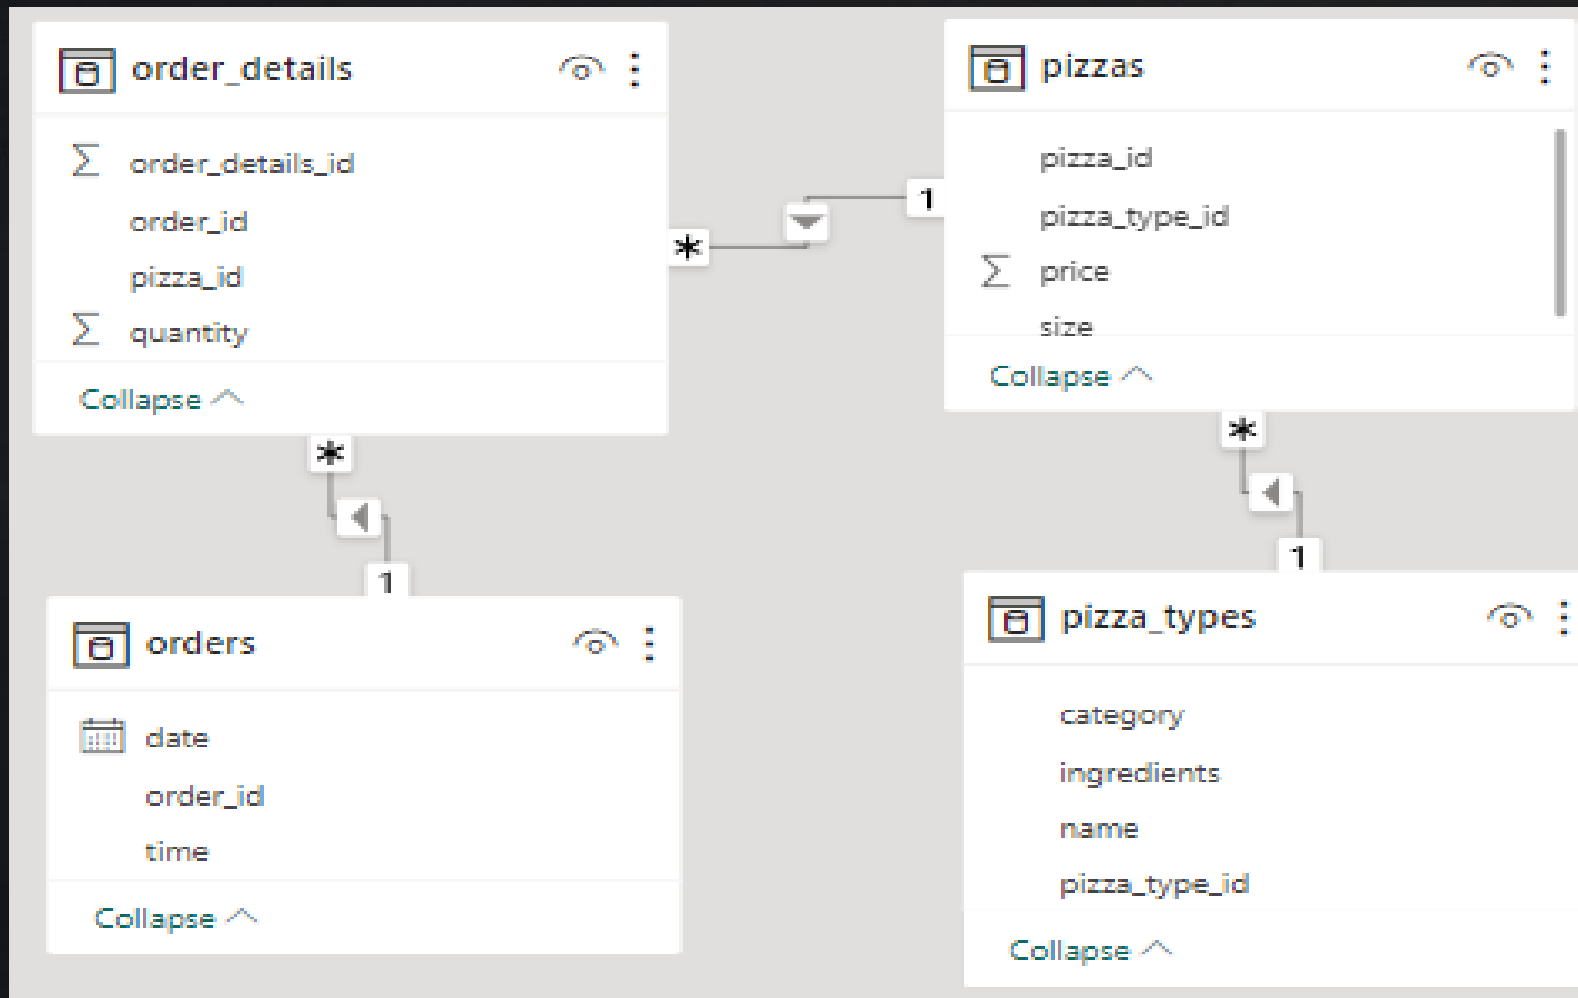 order_details
order_details_id
order_id
pizza_id
quantity
Collapse
*
1
*
1
pizzas
pizza_id
pizza_type_id
price
size
Collapse
*
1
orders
date
order_id
time
Collapse
pizza_types
category
ingredients
name
pizza_type_id
Collapse